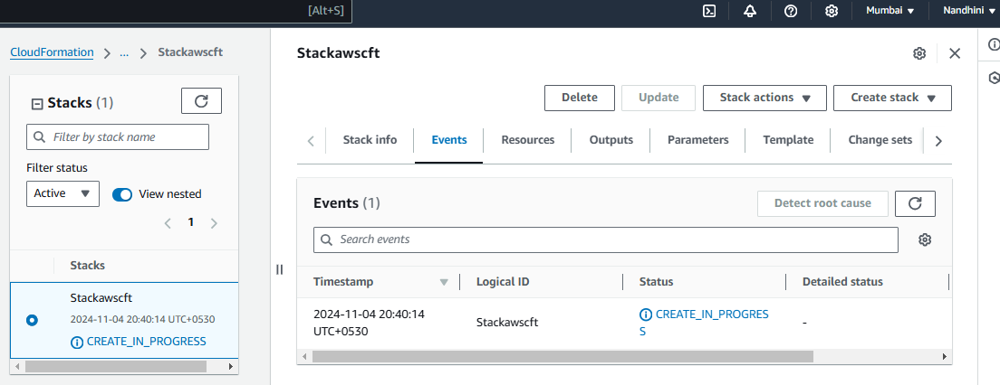 [Alt+S]
Mumbai
Nandhini
CloudFormation
...
Stackawscft
Stacks (1)
Filter by stack name
Filter status
Active
View nested
1
Stacks
Stackawscft
2024-11-04 20:40:14 UTC+0530
CREATE_IN_PROGRESS
Stackawscft
Delete
Update
Stack actions
Create stack
Stack info
Events
Resources
Outputs
Parameters
Template
Change sets
Events (1)
Detect root cause
Search events
Timestamp
Logical ID
Status
Detailed status
2024-11-04 20:40:14
UTC+0530
Stackawscft
CREATE_IN_PROGRES
S
-